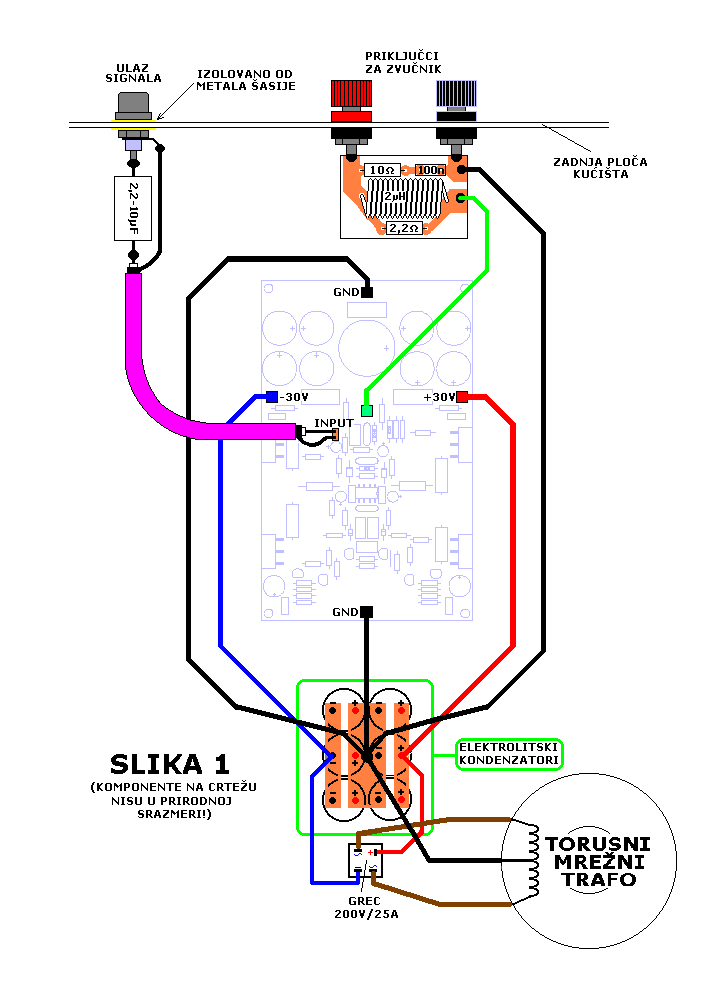 ULAZ
SIGNALA
IZOLOVANO OD
METALA ŠASIJE
PRIKLJUČCI
ZA ZVUČNIK
ZADNJA PLOČA
KUĆIŠTA
10Ω
100n
2µH
2,2Ω
2,2-10µF
GND
-30V
+30V
INPUT
GND
SLIKA 1
(KOMPONENTE NA CRTEŽU
NISU U PRIRODNOJ
SRAZMERI!)
ELEKTROLITSKI
KONDENZATORI
TORUSNI
MREŽNI
TRAFO
GREC
200V/25A